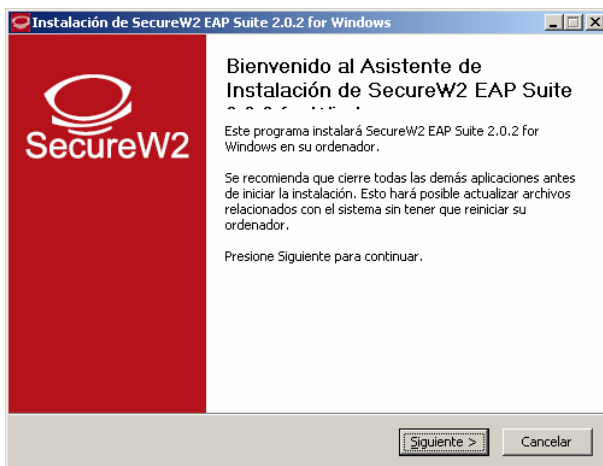 Instalación de SecureW2 EAP Suite 2.0.2 for Windows
SecureW2
Bienvenido al Asistente de
Instalación de SecureW2 EAP Suite
Este programa instalará SecureW2 EAP Suite 2.0.2 for
Windows en su ordenador.
Se recomienda que cierre todas las demás aplicaciones antes
de iniciar la instalación. Esto hará posible actualizar archivos
relacionados con el sistema sin tener que reiniciar su
ordenador.
Presione Siguiente para continuar.
Siguiente >
Cancelar